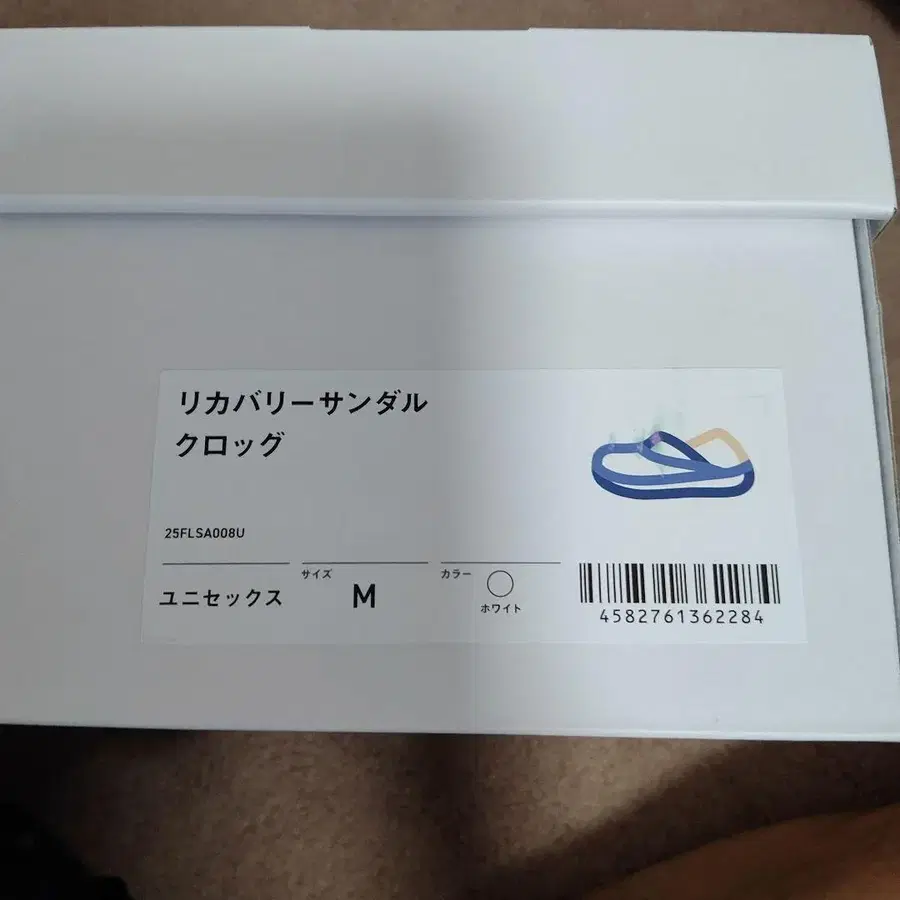 リカバリーサンダル
クロッグ
25FLSA008U
ユニセックス
サイズ
M
カラー
ホワイト
4582761362284